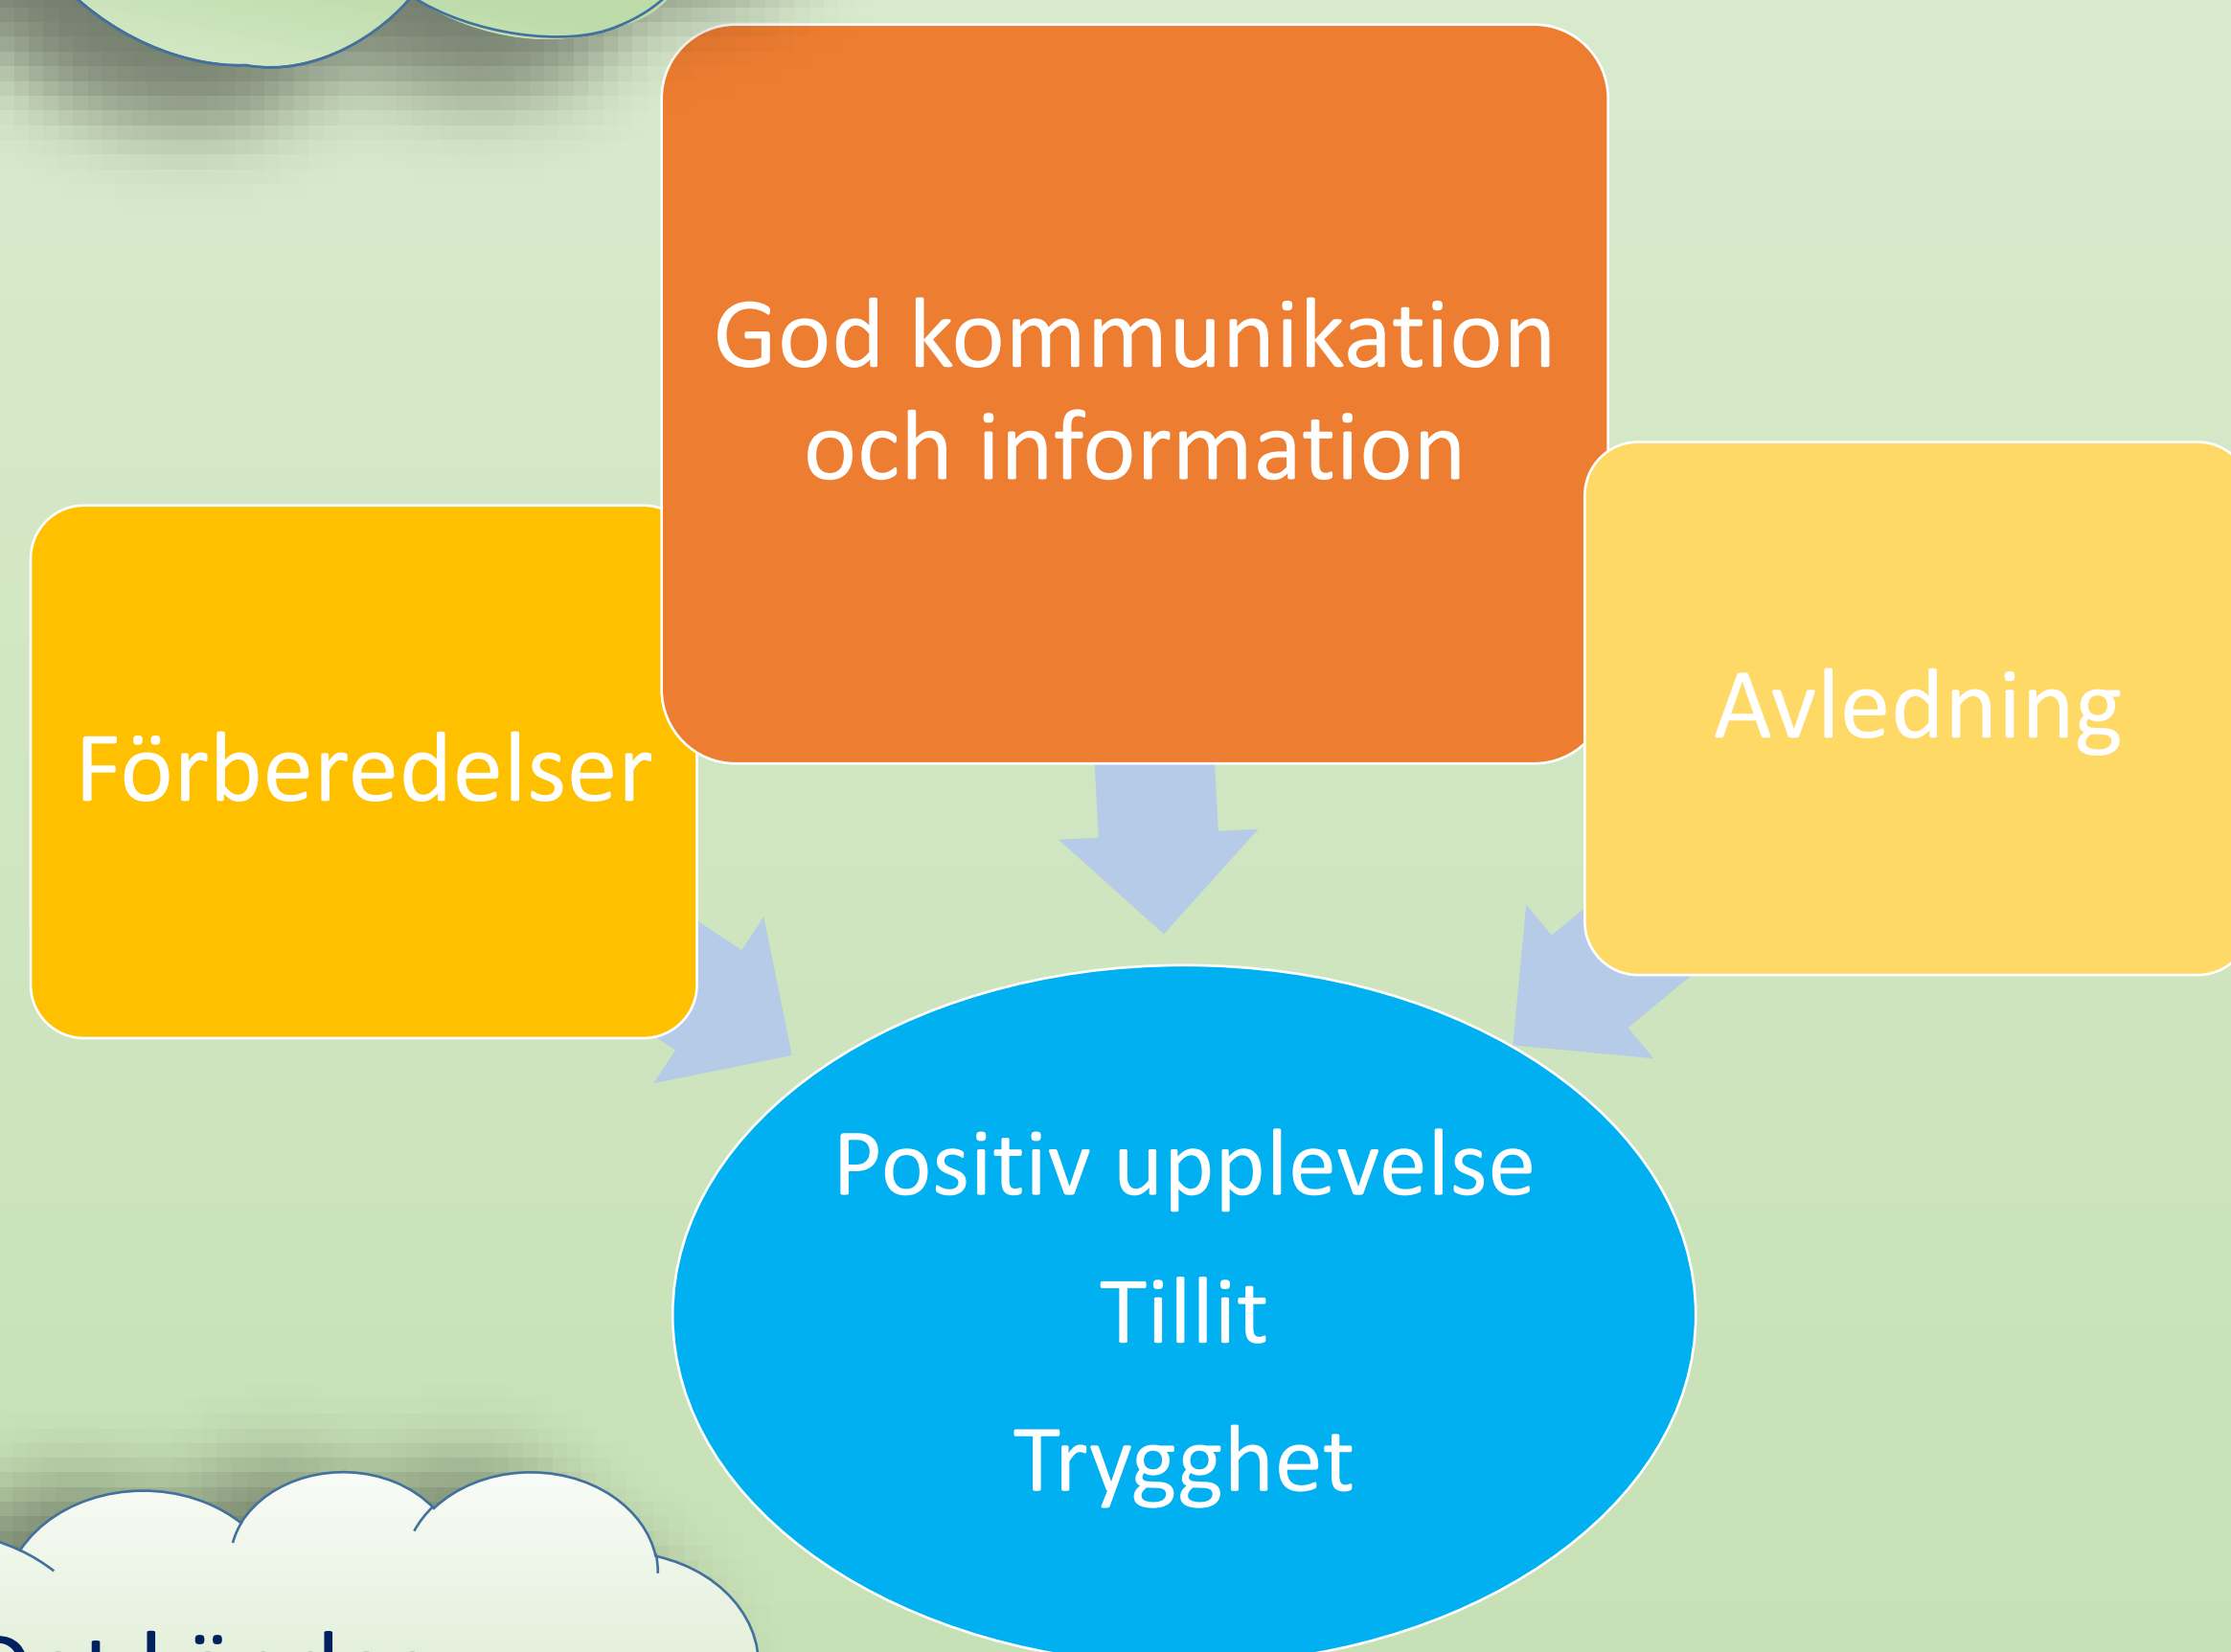 God kommunikation
och information
Förberedelser
Avledning
Positiv upplevelse
Tillit
Trygghet